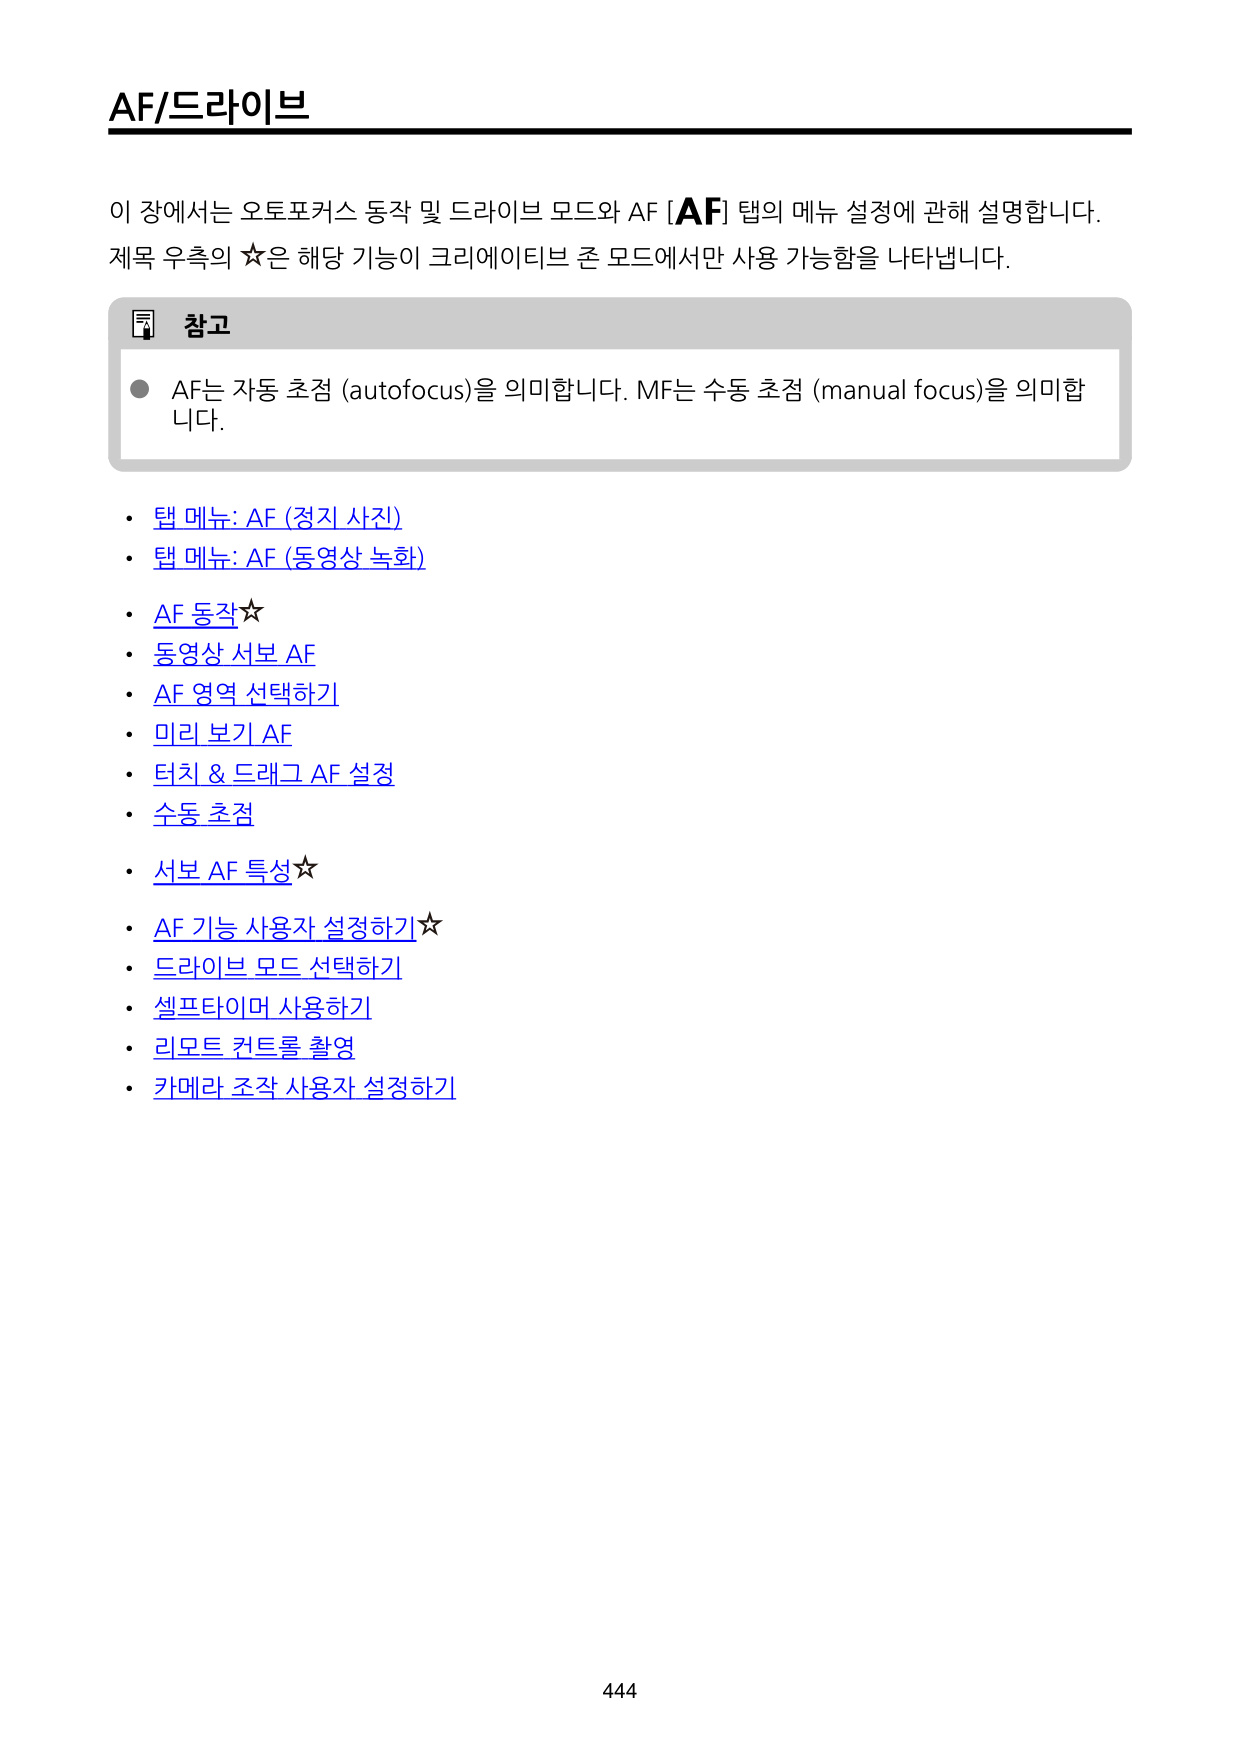 AF/드라이브
이 장에서는 오토포커스 동작 및 드라이브 모드와 AF [AF] 탭의 메뉴 설정에 관해 설명합니다.
제목 우측의 ☆은 해당 기능이 크리에이티브 존 모드에서만 사용 가능함을 나타냅니다.
참고
● AF는 자동 초점 (autofocus)을 의미합니다. MF는 수동 초점 (manual focus)을 의미합
니다.
• 탭 메뉴: AF (정지 사진)
• 탭 메뉴: AF (동영상 녹화)
• AF 동작☆
• 동영상 서보 AF
• AF 영역 선택하기
• 미리 보기 AF
• 터치 & 드래그 AF 설정
• 수동 초점
• 서보 AF 특성☆
• AF 기능 사용자 설정하기☆
• 드라이브 모드 선택하기
• 셀프타이머 사용하기
• 리모트 컨트롤 촬영
• 카메라 조작 사용자 설정하기
444